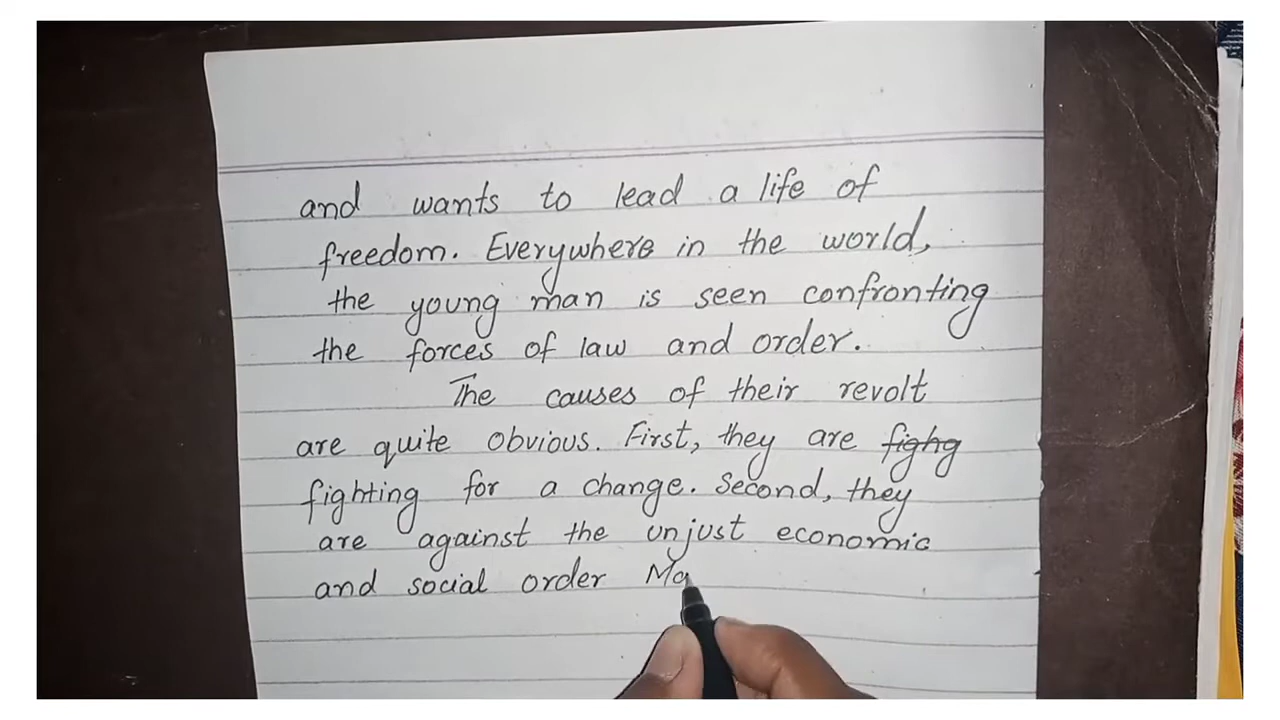 and wants to lead a life of
freedom. Everywhere in the world,
the young man is seen confronting
the forces of law and order.
The causes of their revolt
are quite obvious. First, they are fighg
fighting for a change. Second, they
are against the unjust economic
and social order Ma